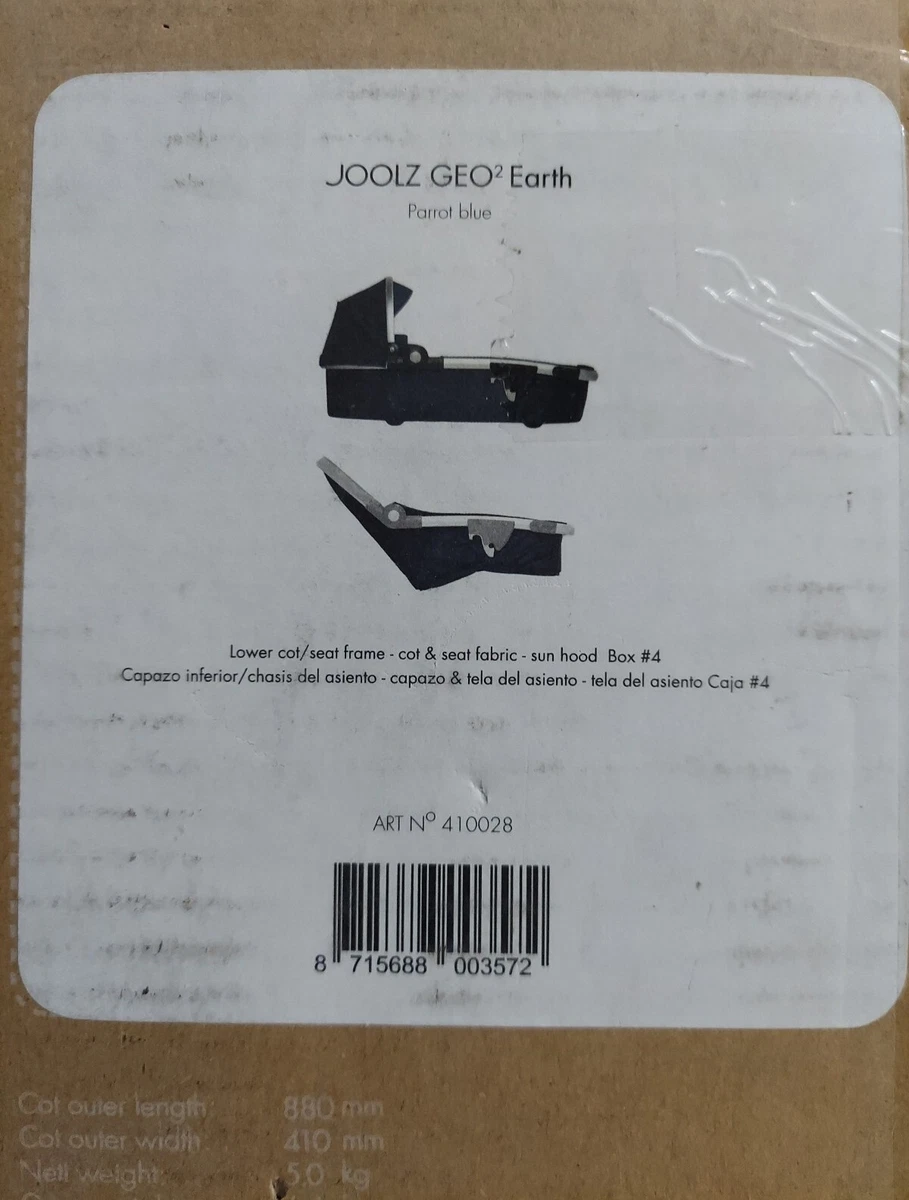 JOOLZ GEO² Earth
Parrot blue
Lower cot/seat frame - cot & seat fabric - sun hood Box #4
Capazo inferior/chasis del asiento - capazo & tela del asiento - tela del asiento Caja #4
ART Nº 410028
8 715688 003572
Cot outer length: 880 mm
Cot outer width 410 mm
Nett weight: 5.0 kg